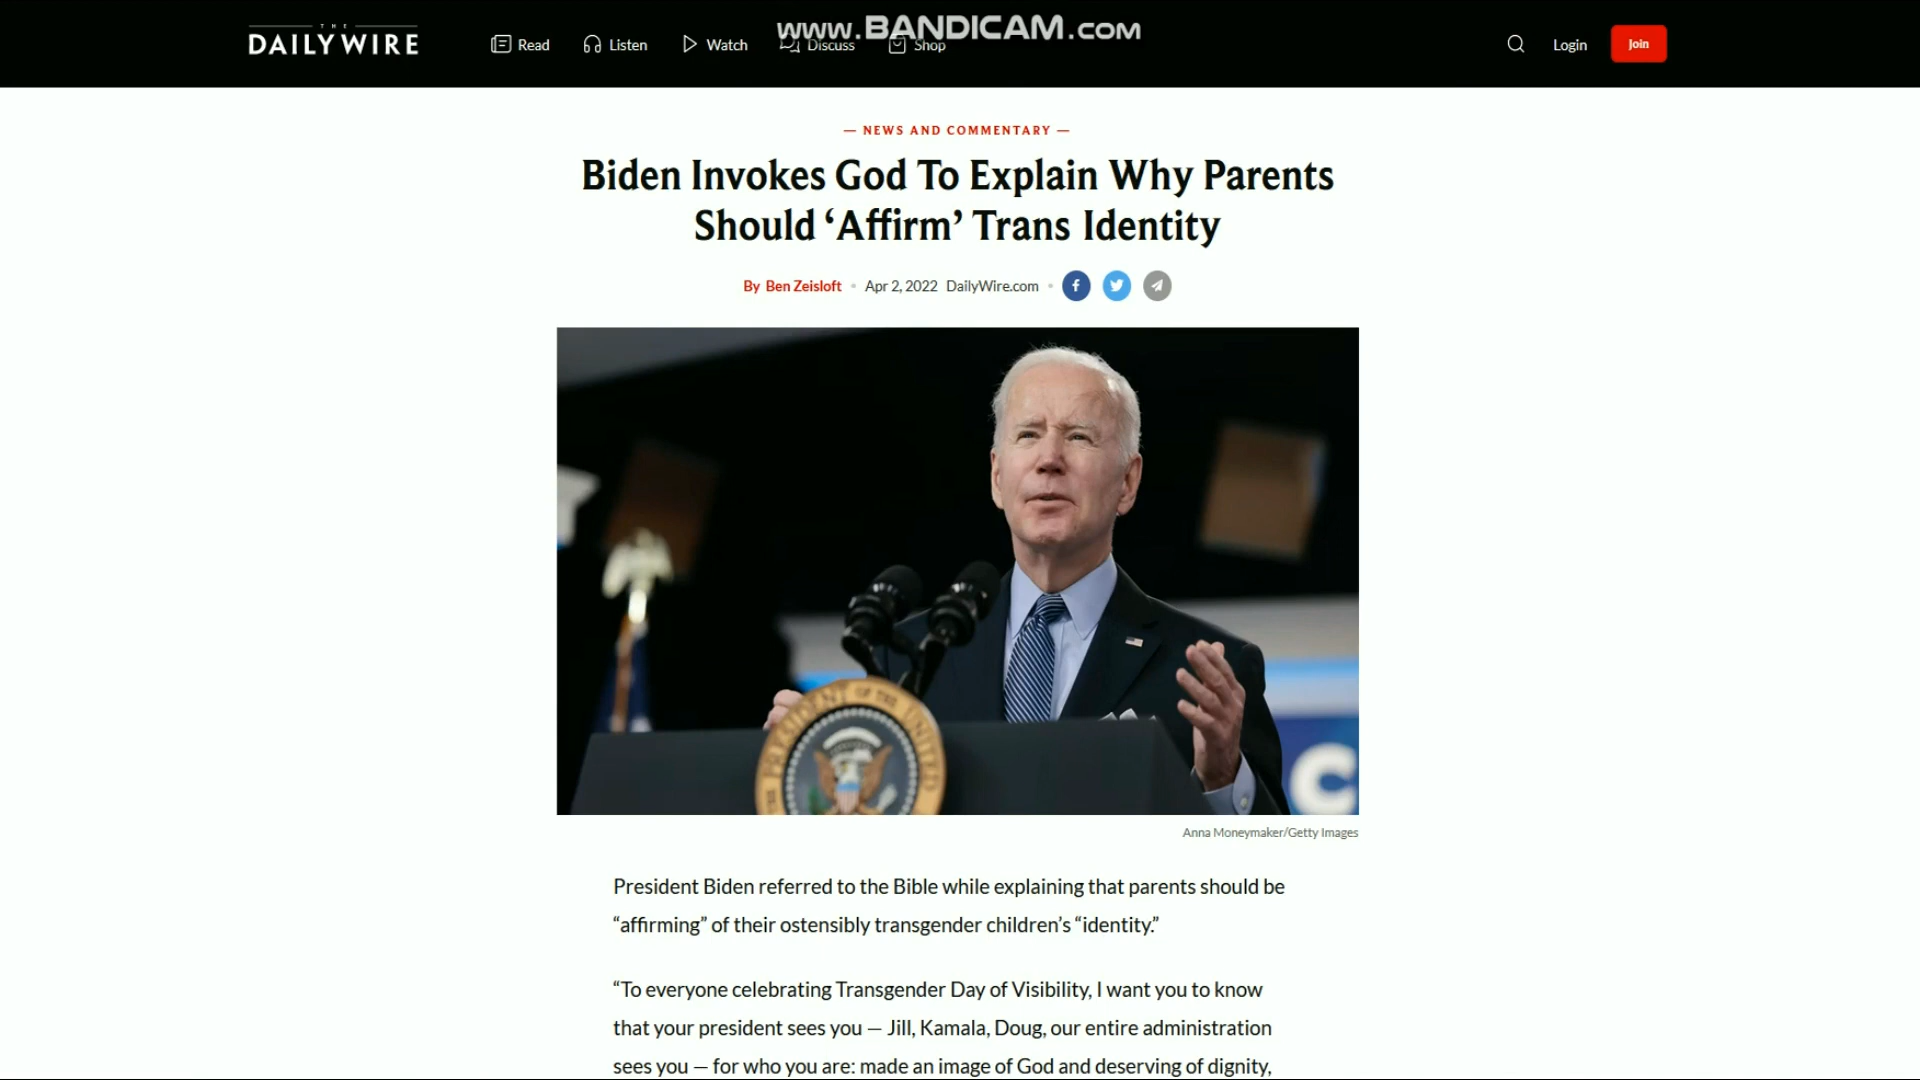 www.BANDICAM.com
THE
DAILY WIRE
Read
Listen
Watch
Discuss
Shop
Login
Join
— NEWS AND COMMENTARY —
Biden Invokes God To Explain Why Parents
Should ‘Affirm’ Trans Identity
By Ben Zeisloft • Apr 2, 2022 DailyWire.com •
PRESIDENT OF THE UNITED
THE
C
Anna Moneymaker/Getty Images
President Biden referred to the Bible while explaining that parents should be
“affirming” of their ostensibly transgender children’s “identity.”
“To everyone celebrating Transgender Day of Visibility, I want you to know
that your president sees you — Jill, Kamala, Doug, our entire administration
sees you — for who you are: made an image of God and deserving of dignity,